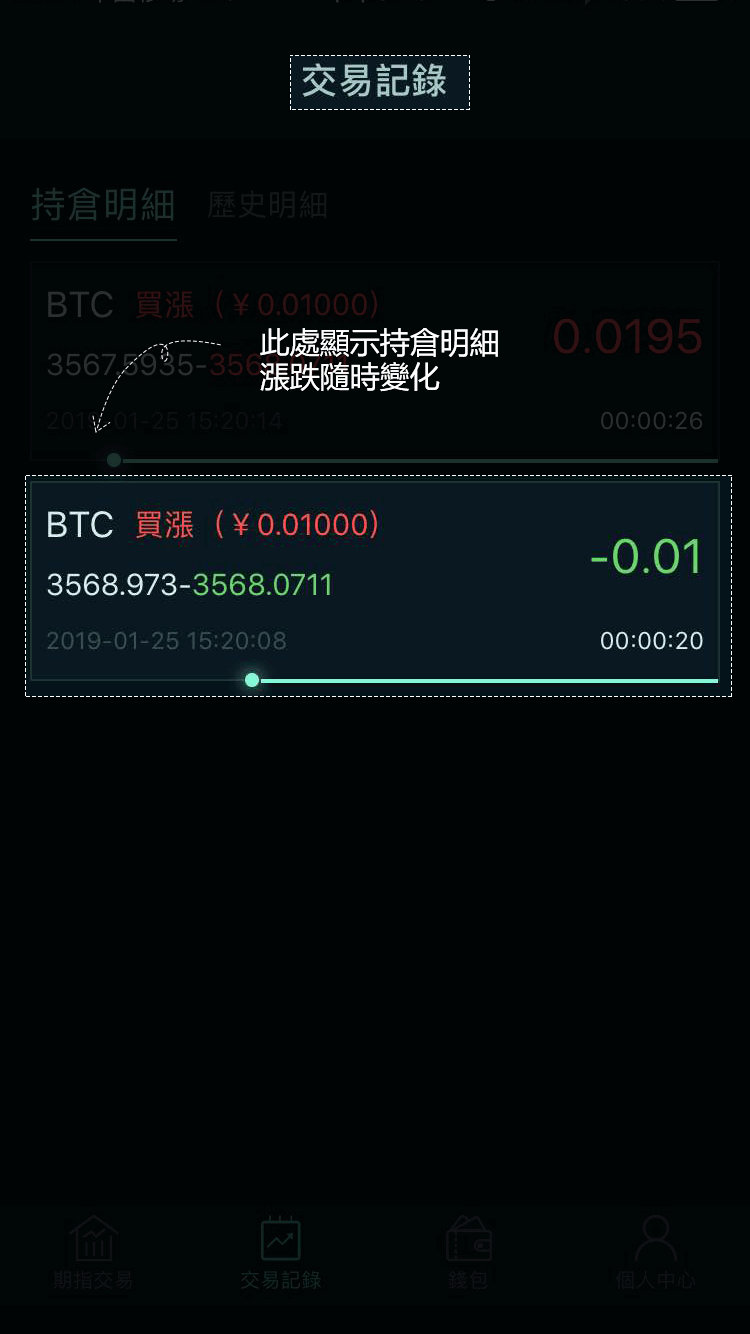 交易記錄
持倉明細 歷史明細
BTC 買漲 (¥0.01000)
0.0195
此處顯示持倉明細
漲跌隨時變化
3567.5935-356
2019-01-25 15:20:14
00:00:26
BTC 買漲 (¥0.01000)
-0.01
3568.973-3568.0711
2019-01-25 15:20:08
00:00:20
期指交易 交易記錄 錢包 個人中心